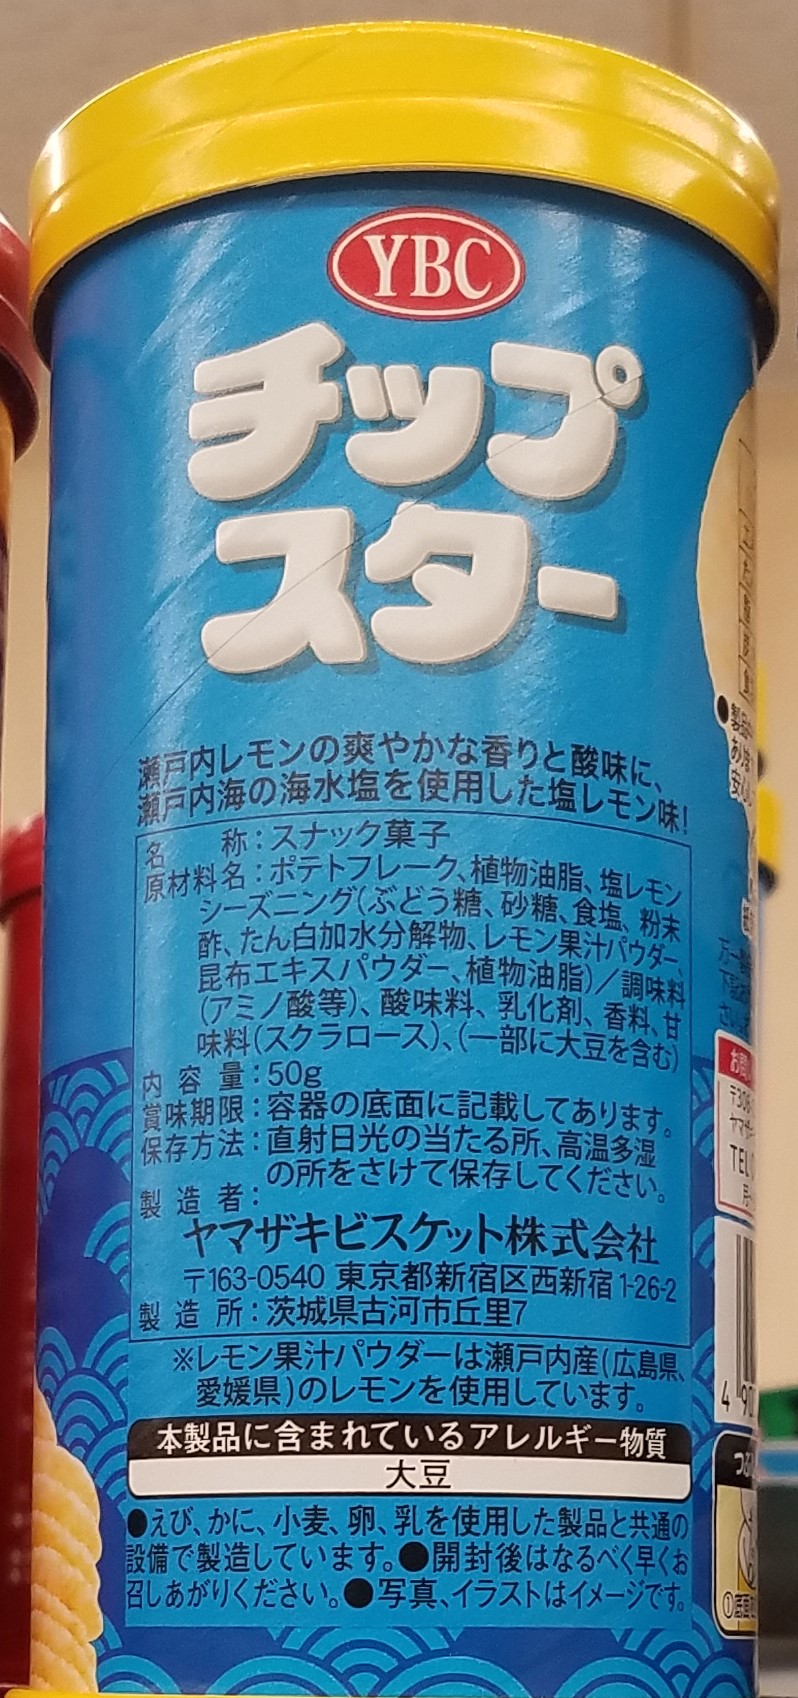 YBC
チップ
スター
瀬戸内レモンの爽やかな香りと酸味に、
瀬戸内海の海水塩を使用した塩レモン味!
名称:スナック菓子
原材料名:ポテトフレーク、植物油脂、塩レモン
シーズニング(ぶどう糖、砂糖、食塩、粉末
酢、たん白加水分解物、レモン果汁パウダー、
昆布エキスパウダー、植物油脂)/調味料
(アミノ酸等)、酸味料、乳化剤、香料、甘
味料(スクラロース)、(一部に大豆を含む)
内容量:50g
賞味期限:容器の底面に記載してあります。
保存方法:直射日光の当たる所、高温多湿
の所をさけて保存してください。
製造者:
ヤマザキビスケット株式会社
〒163-0540 東京都新宿区西新宿1-26-2
製造所:茨城県古河市丘里7
※レモン果汁パウダーは瀬戸内産(広島県、
愛媛県)のレモンを使用しています。
本製品に含まれているアレルギー物質
大豆
●えび、かに、小麦、卵、乳を使用した製品と共通の
設備で製造しています。●開封後はなるべく早くお
召しあがりください。●写真、イラストはイメージです。
TEL